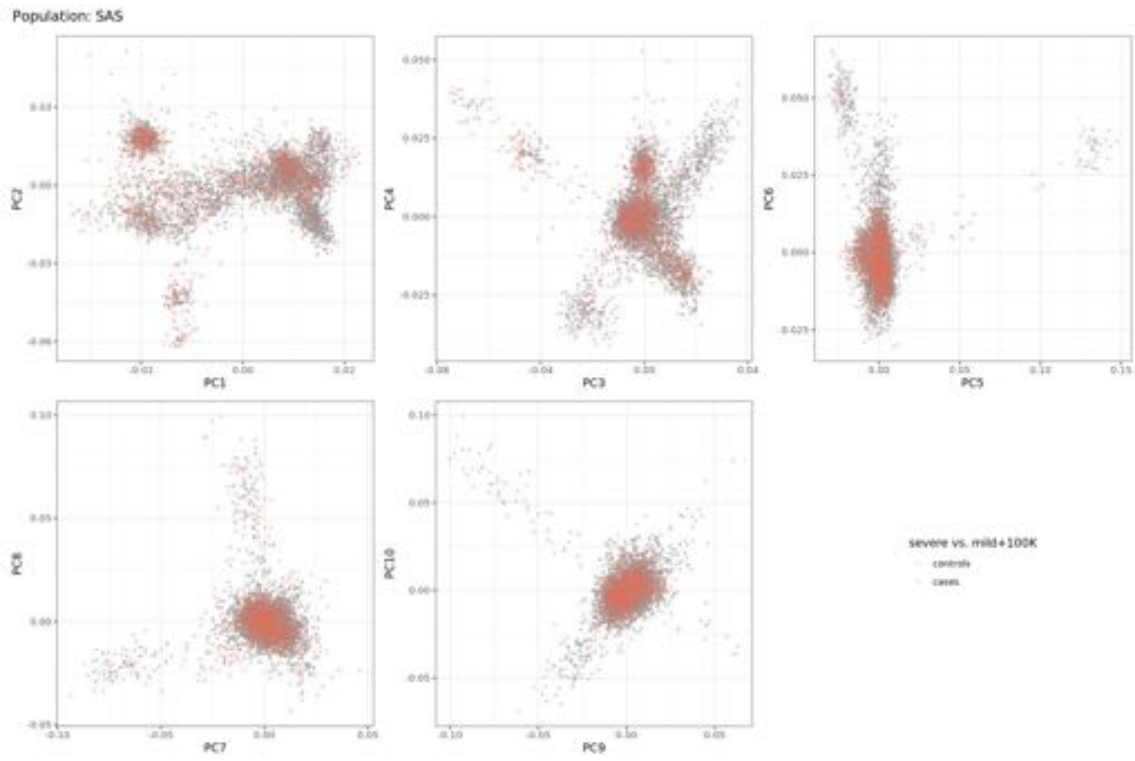 Population: SAS
0.03
0.00
-0.03
-0.06
PC2
-0.02 0.00 0.02
PC1
0.050
0.025
0.000
-0.025
PC4
-0.08 -0.04 0.00 0.04
PC3
0.050
0.025
0.000
-0.025
PC6
0.00 0.05 0.10 0.15
PC5
0.10
0.05
0.00
-0.05
PC8
-0.10 -0.05 0.00 0.05
PC7
0.10
0.05
0.00
-0.05
PC10
-0.10 -0.05 0.00 0.05
PC9
severe vs. mild+100K
controls
cases